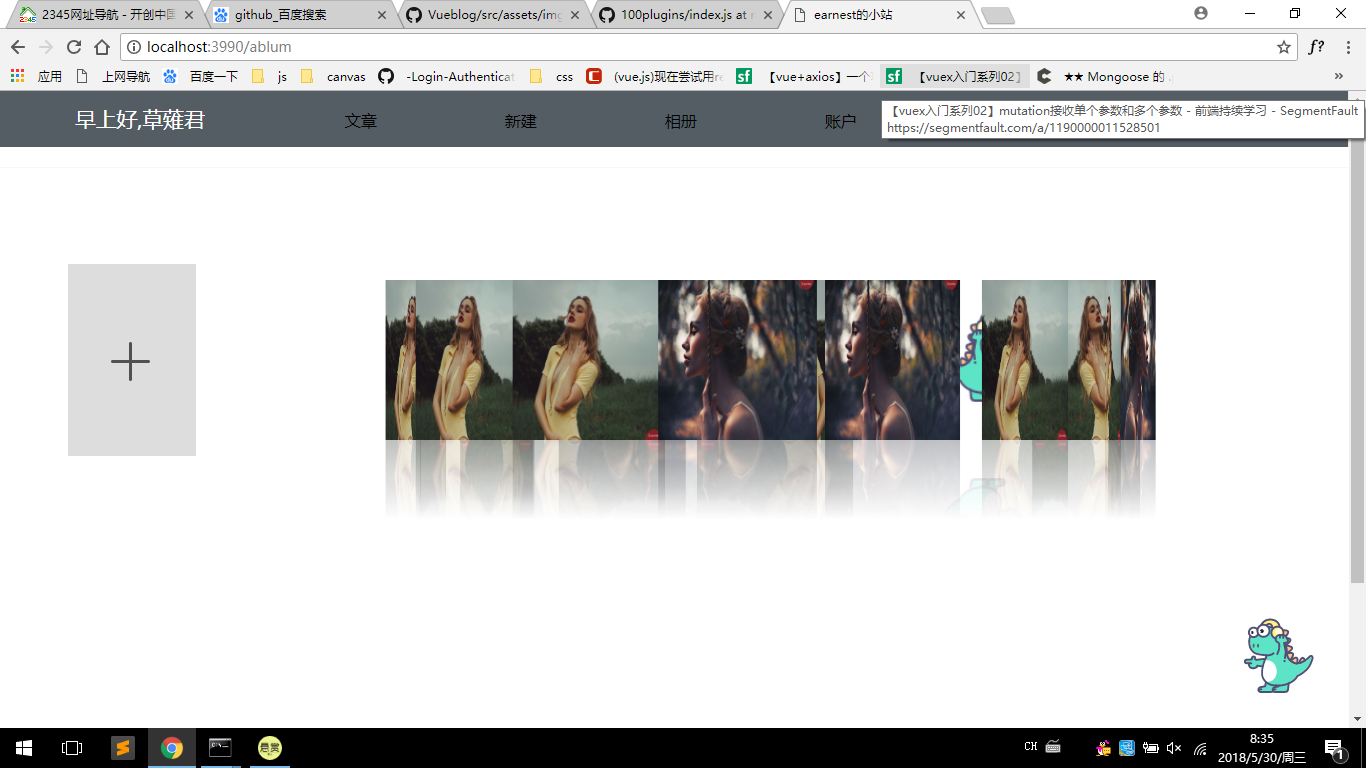 2345网址导航 - 开创中国
github_百度搜索
Vueblog/src/assets/img
100plugins/index.js at r
earnest的小站
localhost:3990/ablum
f?
应用
上网导航
百度一下
js
canvas
-Login-Authenticat
css
(vue.js)现在尝试用re
【vue+axios】一个
【vuex入门系列02】
★★ Mongoose 的
»
早上好,草薙君
文章
新建
相册
账户
【vuex入门系列02】mutation接收单个参数和多个参数 - 前端持续学习 - SegmentFault
https://segmentfault.com/a/1190000011528501
悬赏
CH
8:35
2018/5/30/周三
1